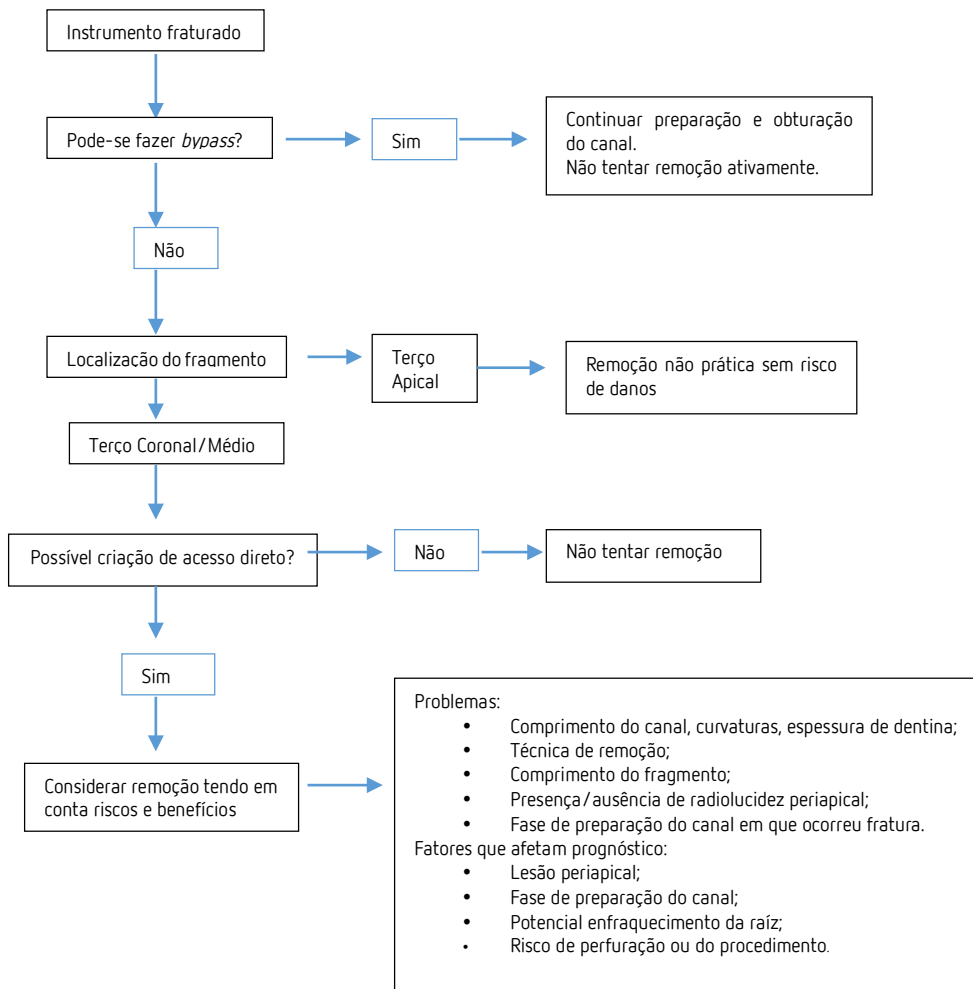 Instrumento fraturado
Pode-se fazer bypass?
Sim
Continuar preparação e obturação
do canal.
Não tentar remoção ativamente.
Não
Localização do fragmento
Terço
Apical
Remoção não prática sem risco
de danos
Terço Coronal/Médio
Possível criação de acesso direto?
Não
Não tentar remoção
Sim
Considerar remoção tendo em
conta riscos e benefícios
Problemas:
• Comprimento do canal, curvaturas, espessura de dentina;
• Técnica de remoção;
• Comprimento do fragmento;
• Presença/ausência de radiolucidez periapical;
• Fase de preparação do canal em que ocorreu fratura.
Fatores que afetam prognóstico:
• Lesão periapical;
• Fase de preparação do canal;
• Potencial enfraquecimento da raíz;
• Risco de perfuração ou do procedimento.